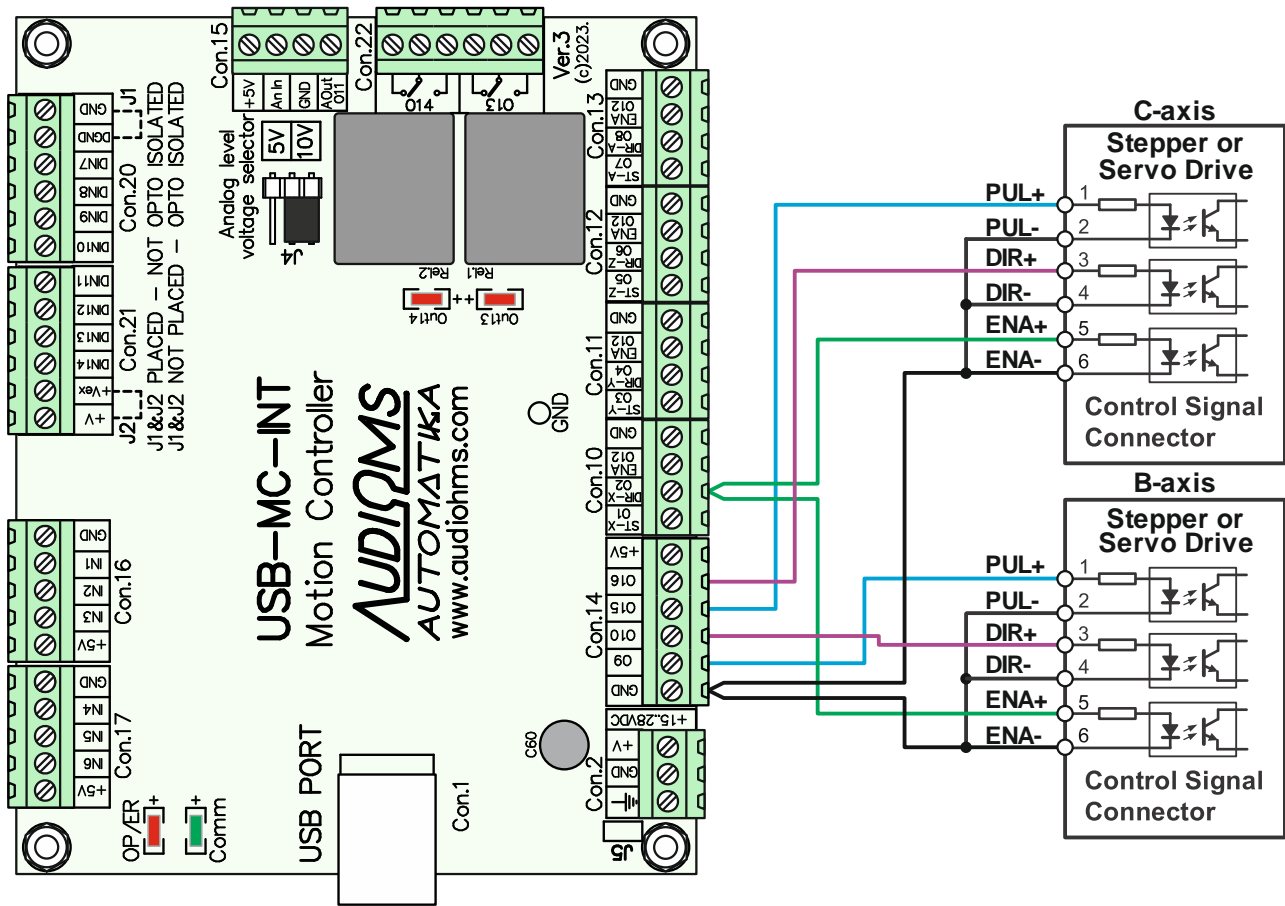 Con.15
+5V
An In
GND
AOut
O11
Con.22
O14
O13
Ver.3
(c)2023.
Analog level
voltage selector
5V
10V
J4
Rel.2
Rel.1
Out14
++
Out13
J1
GND
DGND
DIN7
DIN8
DIN9
DIN10
Con.20
DIN11
DIN12
DIN13
DIN14
+Vex
+V
Con.21
J2
J1&J2 PLACED – NOT OPTO ISOLATED
J1&J2 NOT PLACED – OPTO ISOLATED
GND
IN1
IN2
IN3
+5V
Con.16
GND
IN4
IN5
IN6
+5V
Con.17
OP/ER
+
Comm
+
USB PORT
Con.1
USB–MC–INT
Motion Controller
AUDIOMS
AUTOMATIKA
www.audiohms.com
GND
Con.13
GND
O12
ENA
O8
DIR–A
O7
ST–A
Con.12
GND
O12
ENA
O6
DIR–Z
O5
ST–Z
Con.11
GND
O12
ENA
O4
DIR–Y
O3
ST–Y
Con.10
GND
O12
ENA
O2
DIR–X
O1
ST–X
Con.14
+5V
O16
O15
O10
O9
GND
C60
+15..28VDC
Con.2
+V
GND
J5
C-axis
Stepper or
Servo Drive
PUL+ 1
PUL- 2
DIR+ 3
DIR- 4
ENA+ 5
ENA- 6
Control Signal
Connector
B-axis
Stepper or
Servo Drive
PUL+ 1
PUL- 2
DIR+ 3
DIR- 4
ENA+ 5
ENA- 6
Control Signal
Connector